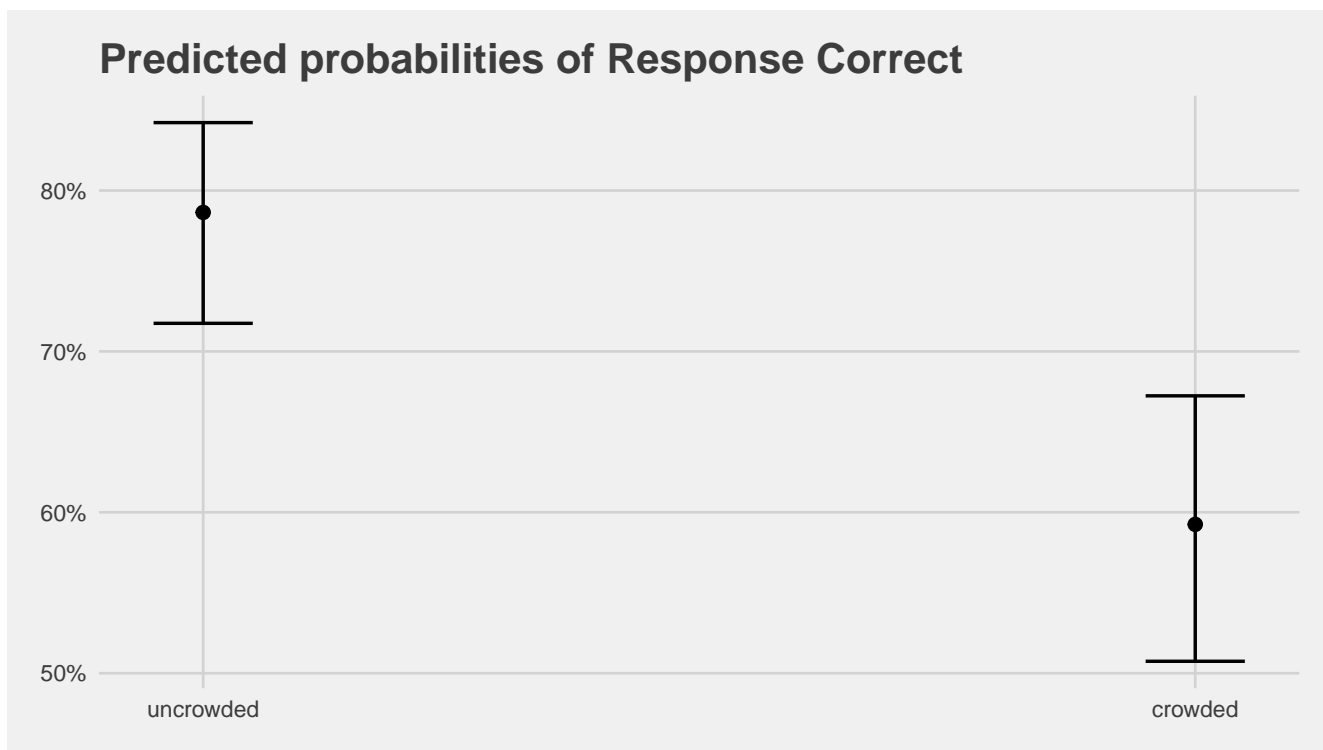 Predicted probabilities of Response Correct
80%
70%
60%
50%
uncrowded
crowded